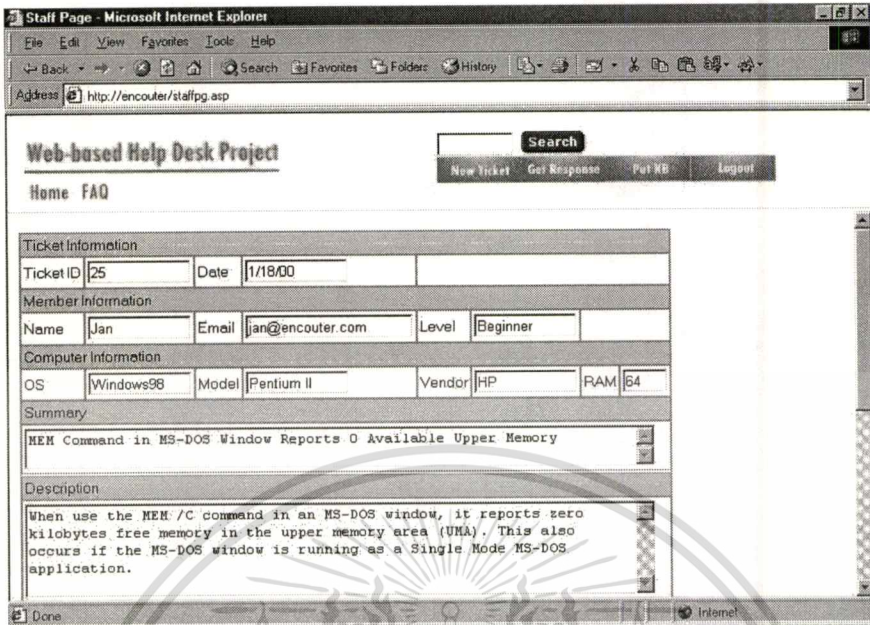 Staff Page - Microsoft Internet Explorer
File Edit View Favorites Tools Help
Back Search Favorites Folders History
Address http://encouter/staffpg.asp
Web-based Help Desk Project
Search
New Ticket Get Response Put KB Logout
Home FAQ
Ticket Information
Ticket ID 25 Date 1/18/00
Member Information
Name Jan Email jan@encouter.com Level Beginner
Computer Information
OS Windows98 Model Pentium II Vendor HP RAM 64
Summary
MEM Command in MS-DOS Window Reports 0 Available Upper Memory
Description
When use the MEM /C command in an MS-DOS window, it reports zero
kilobytes free memory in the upper memory area (UMA). This also
occurs if the MS-DOS window is running as a Single Mode MS-DOS
application.
Done Internet